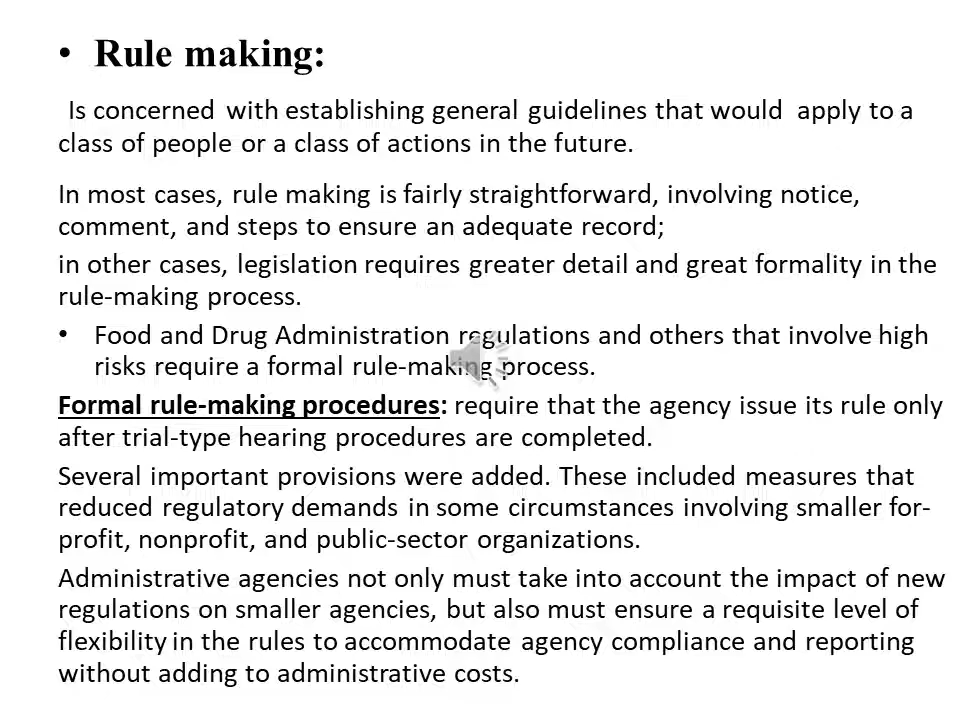 • Rule making:
Is concerned with establishing general guidelines that would apply to a
class of people or a class of actions in the future.
In most cases, rule making is fairly straightforward, involving notice,
comment, and steps to ensure an adequate record;
in other cases, legislation requires greater detail and great formality in the
rule-making process.
• Food and Drug Administration regulations and others that involve high
risks require a formal rule-making process.
Formal rule-making procedures: require that the agency issue its rule only
after trial-type hearing procedures are completed.
Several important provisions were added. These included measures that
reduced regulatory demands in some circumstances involving smaller for-
profit, nonprofit, and public-sector organizations.
Administrative agencies not only must take into account the impact of new
regulations on smaller agencies, but also must ensure a requisite level of
flexibility in the rules to accommodate agency compliance and reporting
without adding to administrative costs.